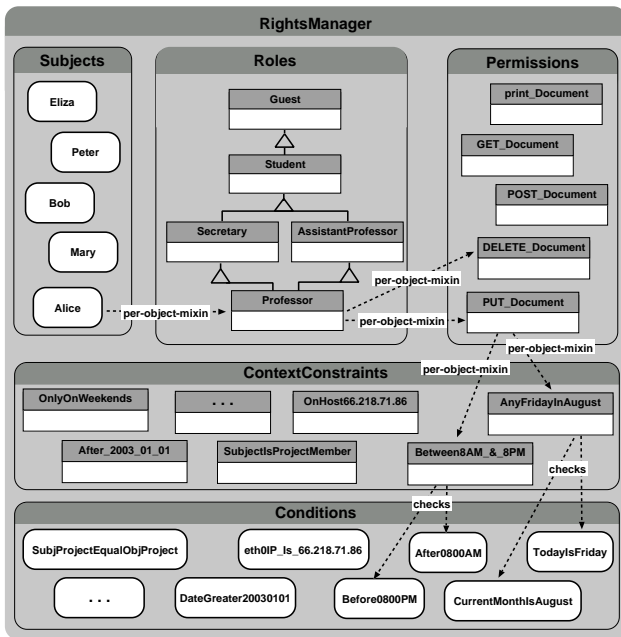 RightsManager
Subjects
Roles
Permissions
Eliza
Peter
Bob
Mary
Alice
per-object-mixin
Guest
Student
Secretary
AssistantProfessor
Professor
per-object-mixin
per-object-mixin
print_Document
GET_Document
POST_Document
DELETE_Document
PUT_Document
per-object-mixin
per-object-mixin
ContextConstraints
OnlyOnWeekends
. . .
OnHost66.218.71.86
AnyFridayInAugust
After_2003_01_01
SubjectIsProjectMember
Between8AM_&_8PM
checks
checks
Conditions
SubjProjectEqualObjProject
eth0IP_Is_66.218.71.86
After0800AM
TodayIsFriday
. . .
DateGreater20030101
Before0800PM
CurrentMonthIsAugust